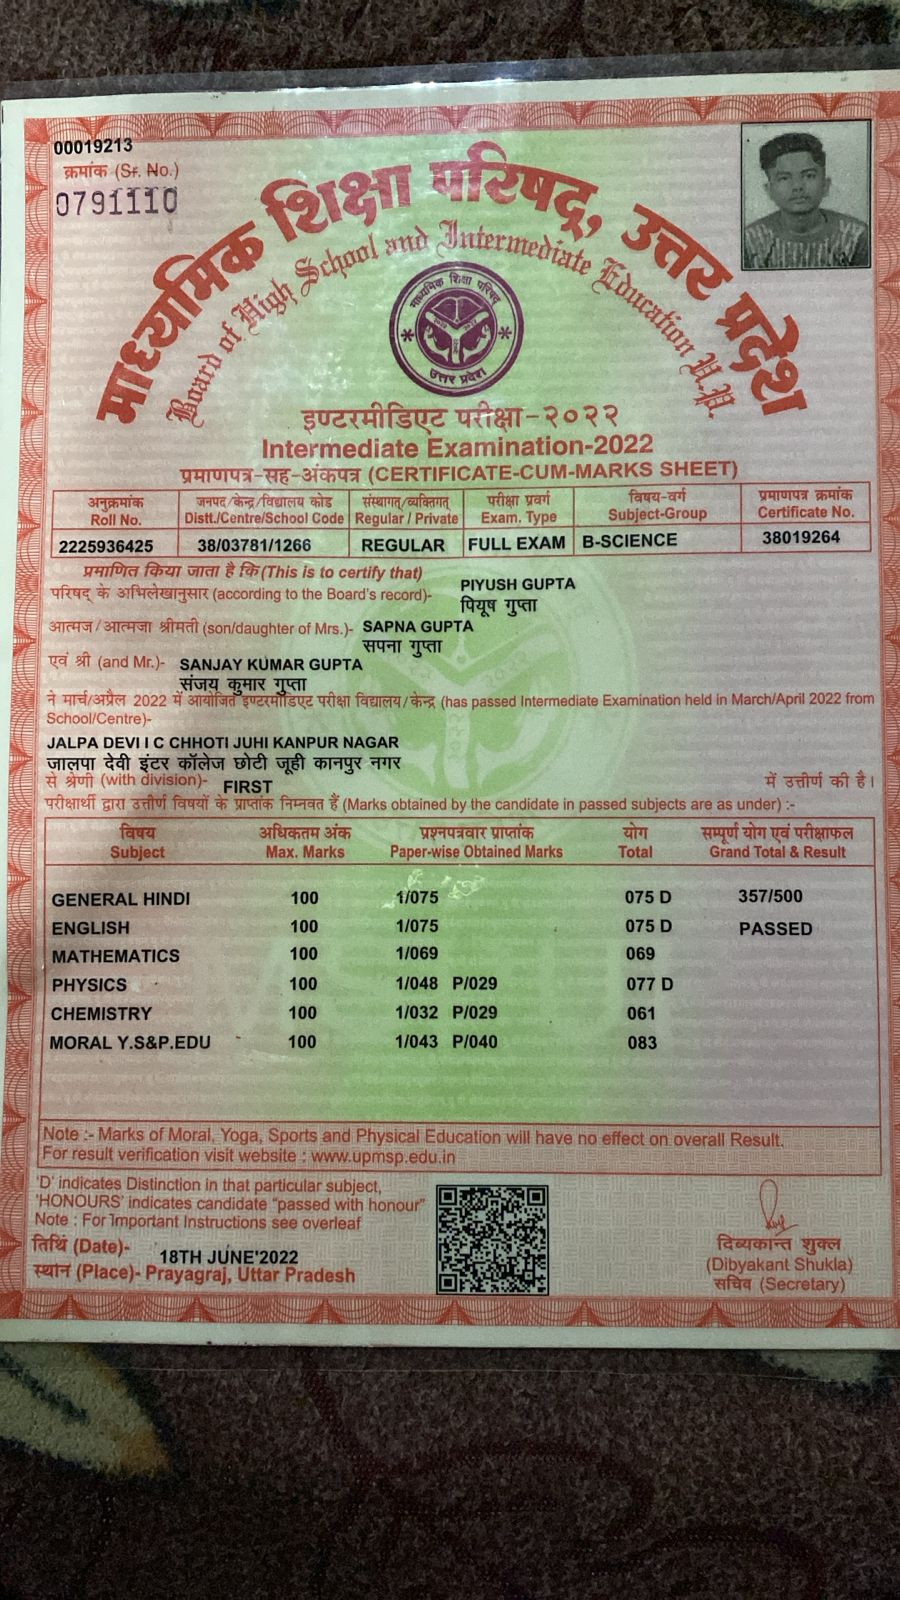 00019213
क्रमांक (Sr. No.)
0791110
माध्यमिक शिक्षा परिषद्, उत्तर प्रदेश
Board of High School and Intermediate Education U.P.
माध्यमिक शिक्षा परिषद्
उत्तर प्रदेश
इण्टरमीडिएट परीक्षा-२०२२
Intermediate Examination-2022
प्रमाणपत्र-सह-अंकपत्र (CERTIFICATE-CUM-MARKS SHEET)
अनुक्रमांक जनपद/केन्द्र/विद्यालय कोड संस्थागत/व्यक्तिगत परीक्षा प्रवर्ग विषय-वर्ग प्रमाणपत्र क्रमांक
Roll No. Distt./Centre/School Code Regular / Private Exam. Type Subject-Group Certificate No.
2225936425 38/03781/1266 REGULAR FULL EXAM B-SCIENCE 38019264
प्रमाणित किया जाता है कि (This is to certify that)
परिषद् के अभिलेखानुसार (according to the Board's record)- PIYUSH GUPTA
पियूष गुप्ता
आत्मज/आत्मजा श्रीमती (son/daughter of Mrs.)- SAPNA GUPTA
सपना गुप्ता
एवं श्री (and Mr.)- SANJAY KUMAR GUPTA
संजय कुमार गुप्ता
ने मार्च/अप्रैल 2022 में आयोजित इण्टरमीडिएट परीक्षा विद्यालय/केन्द्र (has passed Intermediate Examination held in March/April 2022 from
School/Centre)-
JALPA DEVI I C CHHOTI JUHI KANPUR NAGAR
जालपा देवी इंटर कॉलेज छोटी जूही कानपुर नगर
से श्रेणी (with division)- FIRST में उत्तीर्ण की है।
परीक्षार्थी द्वारा उत्तीर्ण विषयों के प्राप्तांक निम्नवत हैं (Marks obtained by the candidate in passed subjects are as under) :-
विषय अधिकतम अंक प्रश्नपत्रवार प्राप्तांक योग सम्पूर्ण योग एवं परीक्षाफल
Subject Max. Marks Paper-wise Obtained Marks Total Grand Total & Result
GENERAL HINDI 100 1/075 075 D 357/500
ENGLISH 100 1/075 075 D PASSED
MATHEMATICS 100 1/069 069
PHYSICS 100 1/048 P/029 077 D
CHEMISTRY 100 1/032 P/029 061
MORAL Y.S&P.EDU 100 1/043 P/040 083
Note :- Marks of Moral, Yoga, Sports and Physical Education will have no effect on overall Result.
For result verification visit website : www.upmsp.edu.in
'D' indicates Distinction in that particular subject,
'HONOURS' indicates candidate "passed with honour"
Note : For Important Instructions see overleaf
तिथि (Date)- 18TH JUNE'2022
स्थान (Place)- Prayagraj, Uttar Pradesh
दिब्यकान्त शुक्ल
(Dibyakant Shukla)
सचिव (Secretary)